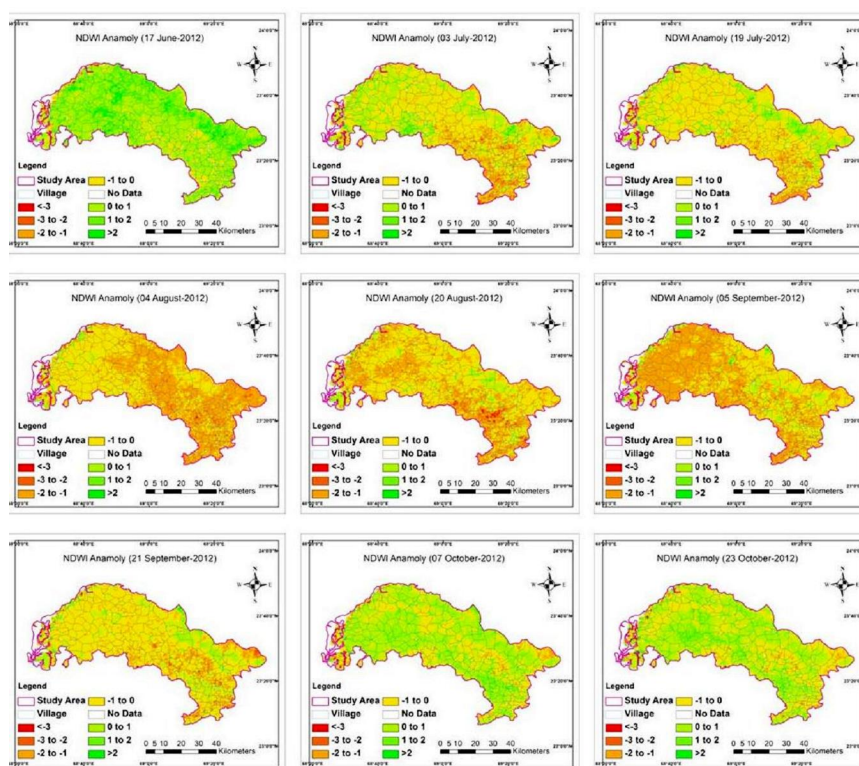 NDWI Anamoly (17 June-2012)
N
W E
S
Legend
Study Area -1 to 0
Village No Data
<-3 0 to 1
-3 to -2 1 to 2
-2 to -1 >2
0 5 10 20 30 40
Kilometers
NDWI Anamoly (03 July-2012)
N
W E
S
Legend
Study Area -1 to 0
Village No Data
<-3 0 to 1
-3 to -2 1 to 2
-2 to -1 >2
0 5 10 20 30 40
Kilometers
NDWI Anamoly (19 July-2012)
N
W E
S
Legend
Study Area -1 to 0
Village No Data
<-3 0 to 1
-3 to -2 1 to 2
-2 to -1 >2
0 5 10 20 30 40
Kilometers
NDWI Anamoly (04 August-2012)
N
W E
S
Legend
Study Area -1 to 0
Village No Data
<-3 0 to 1
-3 to -2 1 to 2
-2 to -1 >2
0 5 10 20 30 40
Kilometers
NDWI Anamoly (20 August-2012)
N
W E
S
Legend
Study Area -1 to 0
Village No Data
<-3 0 to 1
-3 to -2 1 to 2
-2 to -1 >2
0 5 10 20 30 40
Kilometers
NDWI Anamoly (05 September-2012)
N
W E
S
Legend
Study Area -1 to 0
Village No Data
<-3 0 to 1
-3 to -2 1 to 2
-2 to -1 >2
0 5 10 20 30 40
Kilometers
NDWI Anamoly (21 September-2012)
N
W E
S
Legend
Study Area -1 to 0
Village No Data
<-3 0 to 1
-3 to -2 1 to 2
-2 to -1 >2
0 5 10 20 30 40
Kilometers
NDWI Anamoly (07 October-2012)
N
W E
S
Legend
Study Area -1 to 0
Village No Data
<-3 0 to 1
-3 to -2 1 to 2
-2 to -1 >2
0 5 10 20 30 40
Kilometers
NDWI Anamoly (23 October-2012)
N
W E
S
Legend
Study Area -1 to 0
Village No Data
<-3 0 to 1
-3 to -2 1 to 2
-2 to -1 >2
0 5 10 20 30 40
Kilometers